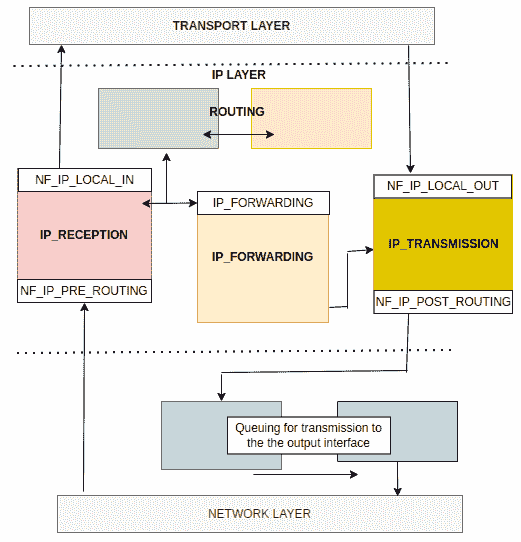 TRANSPORT LAYER
IP LAYER
ROUTING
NF_IP_LOCAL_IN
IP_RECEPTION
NF_IP_PRE_ROUTING
IP_FORWARDING
IP_FORWARDING
NF_IP_LOCAL_OUT
IP_TRANSMISSION
NF_IP_POST_ROUTING
Queuing for transmission to
the the output interface
NETWORK LAYER